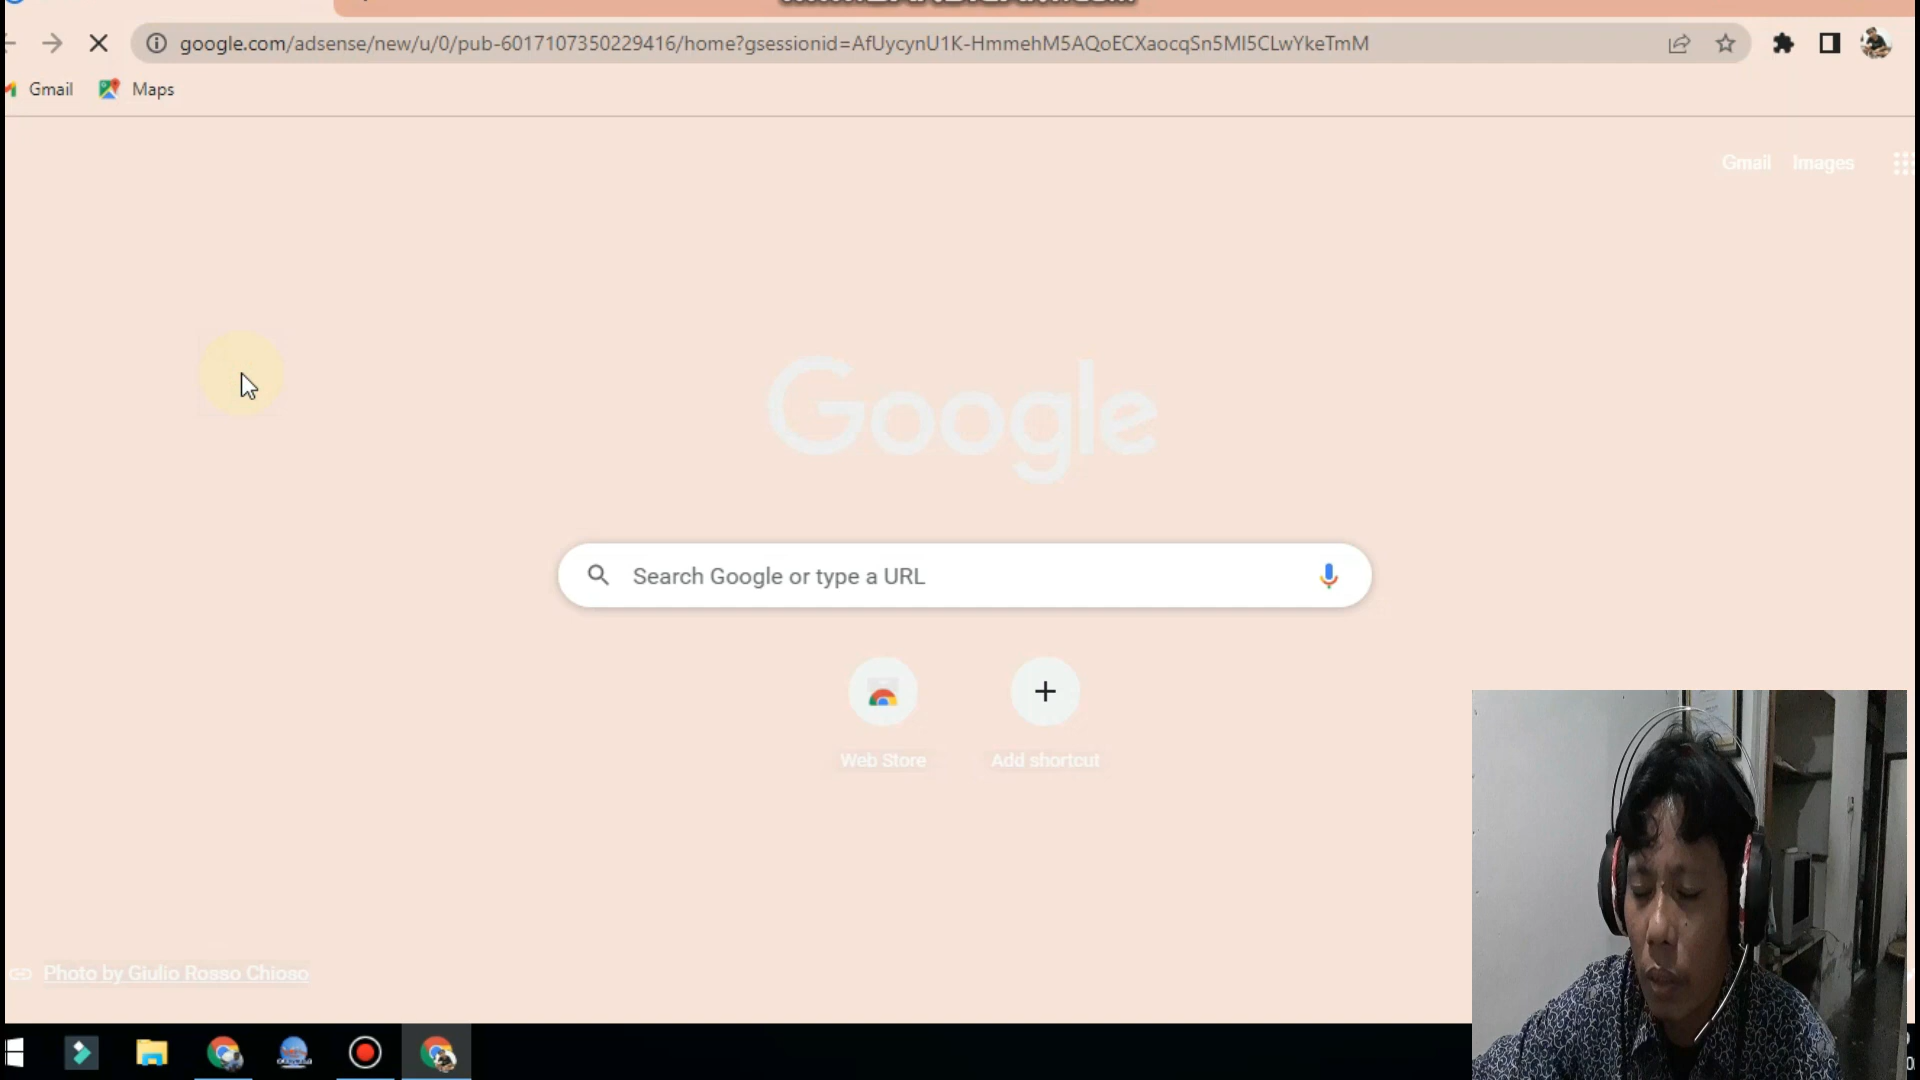 google.com/adsense/new/u/0/pub-6017107350229416/home?gsessionid=AfUycynU1K-HmmehM5AQoECXaocqSn5MI5CLwYkeTmM
Gmail Maps
Gmail Images
Google
Search Google or type a URL
Web Store Add shortcut
Photo by Giulio Rosso Chioso